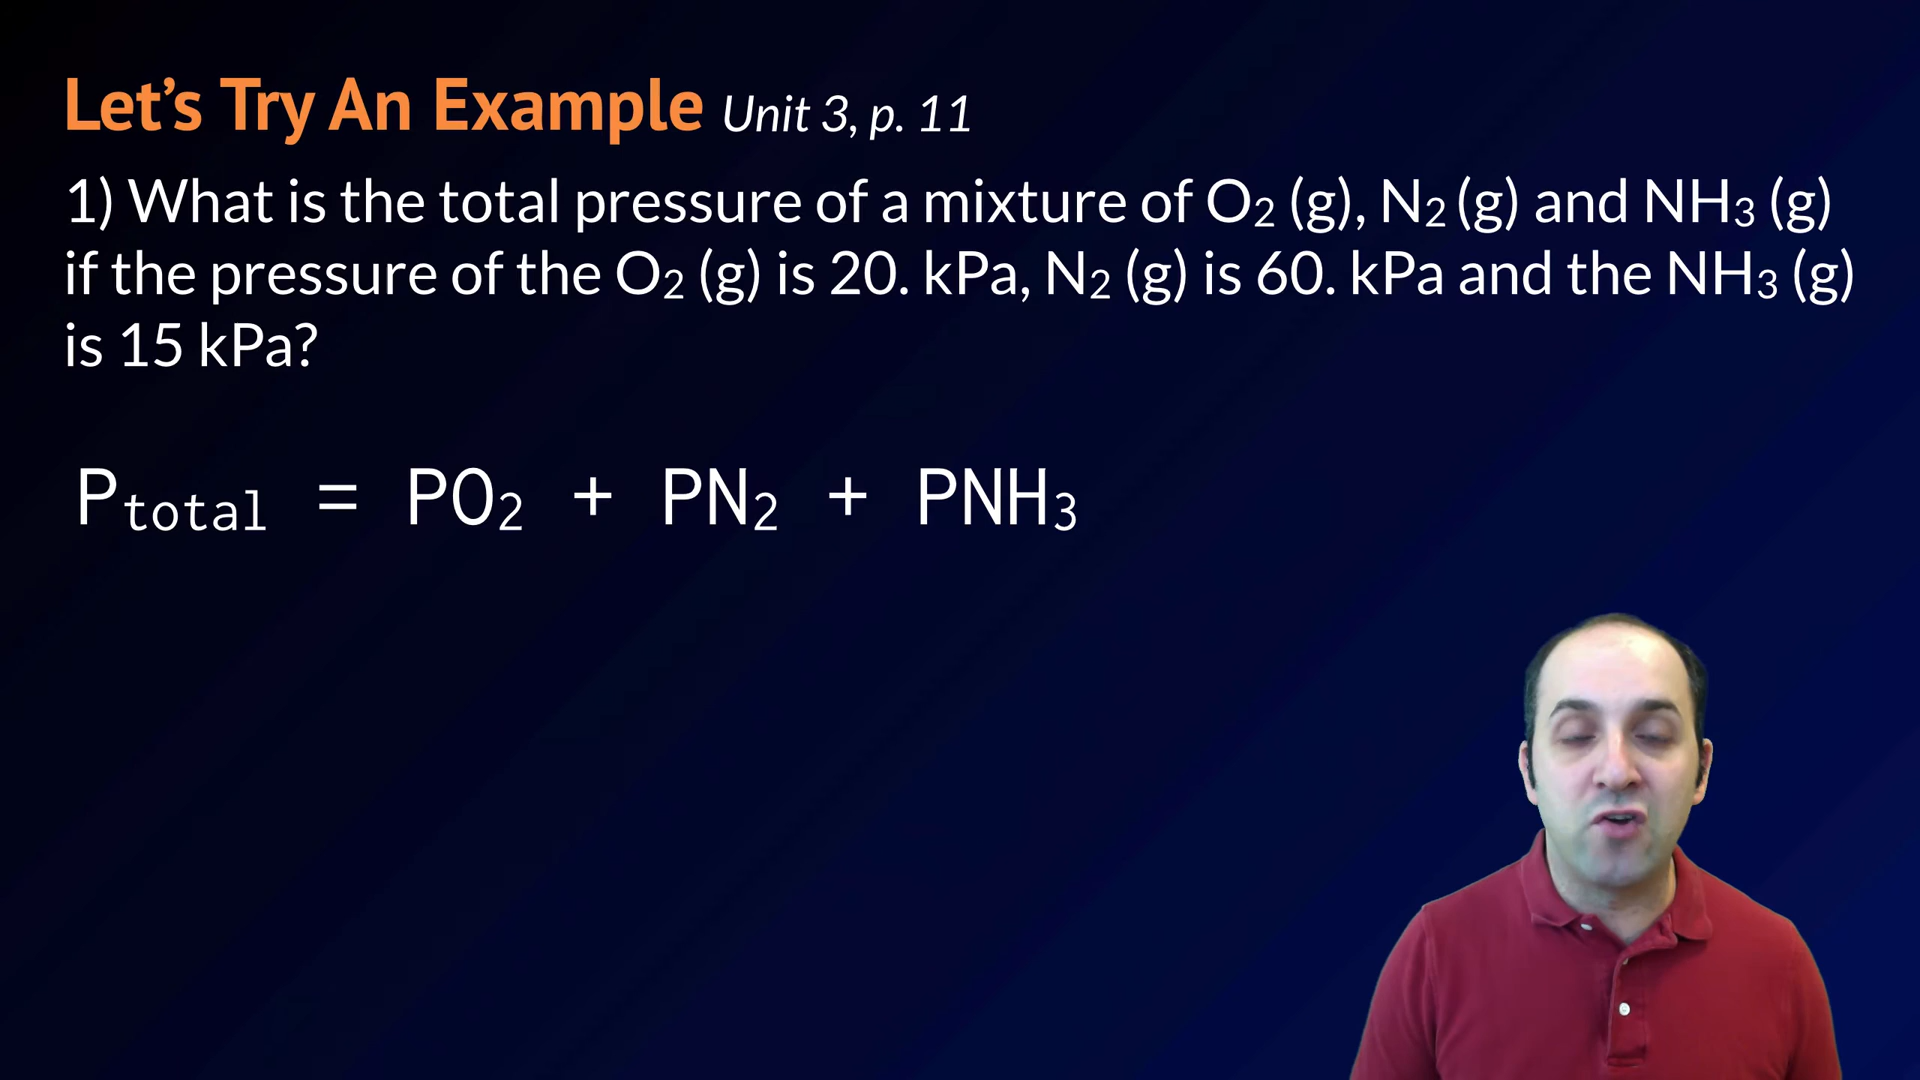 Let's Try An Example Unit 3, p. 11
1) What is the total pressure of a mixture of O₂ (g), N₂ (g) and NH₃ (g)
if the pressure of the O₂ (g) is 20. kPa, N₂ (g) is 60. kPa and the NH₃ (g)
is 15 kPa?
Ptotal = PO₂ + PN₂ + PNH₃